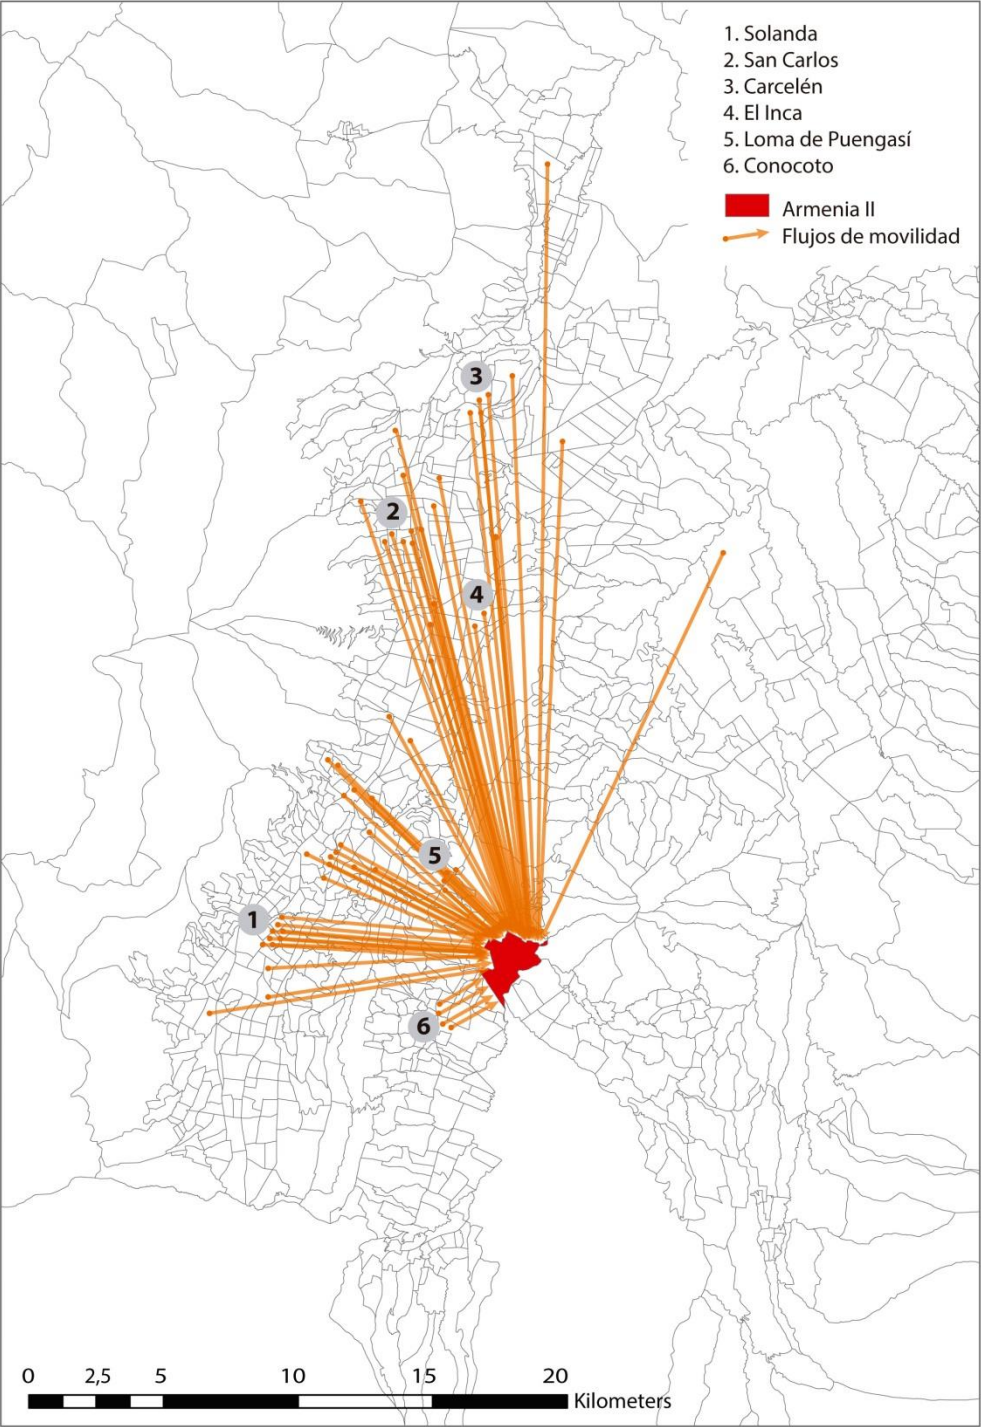 1. Solanda
2. San Carlos
3. Carcelén
4. El Inca
5. Loma de Puengasí
6. Conocoto
Armenia II
Flujos de movilidad
3
2
4
5
1
6
0 2,5 5 10 15 20
Kilometers